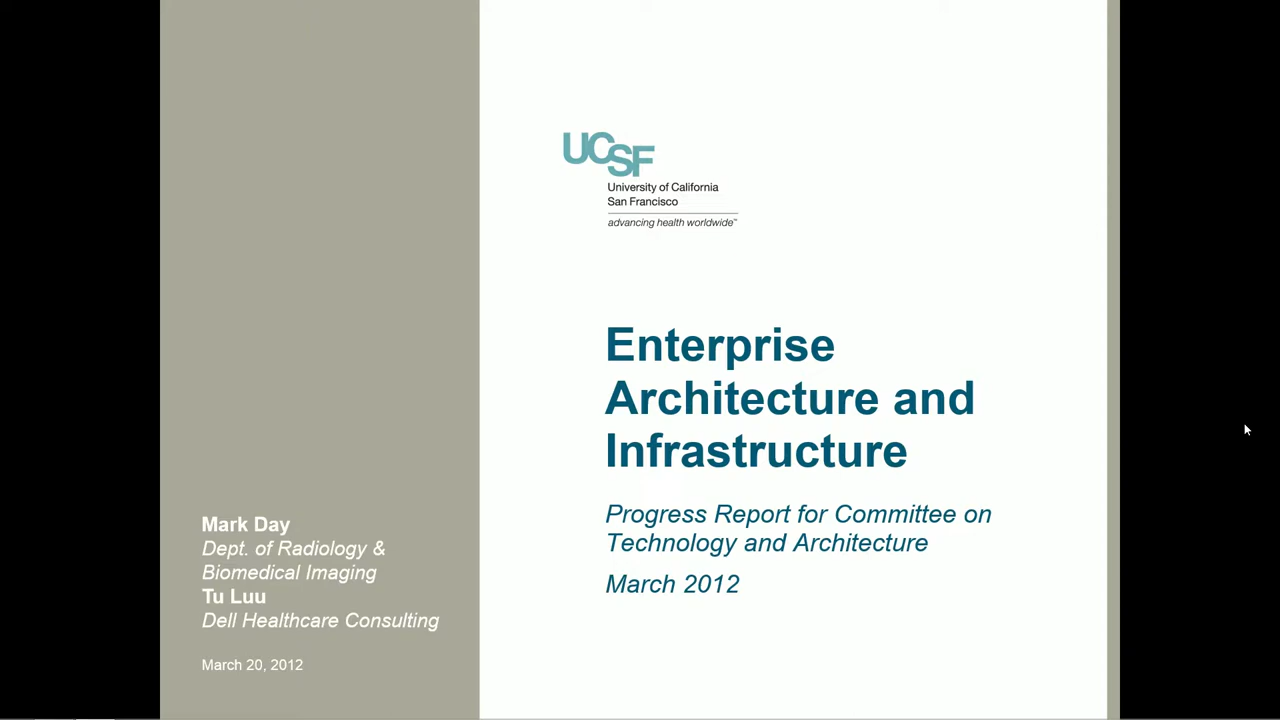 UCSF
University of California
San Francisco
advancing health worldwide™
Enterprise
Architecture and
Infrastructure
Progress Report for Committee on
Technology and Architecture
March 2012
Mark Day
Dept. of Radiology &
Biomedical Imaging
Tu Luu
Dell Healthcare Consulting
March 20, 2012